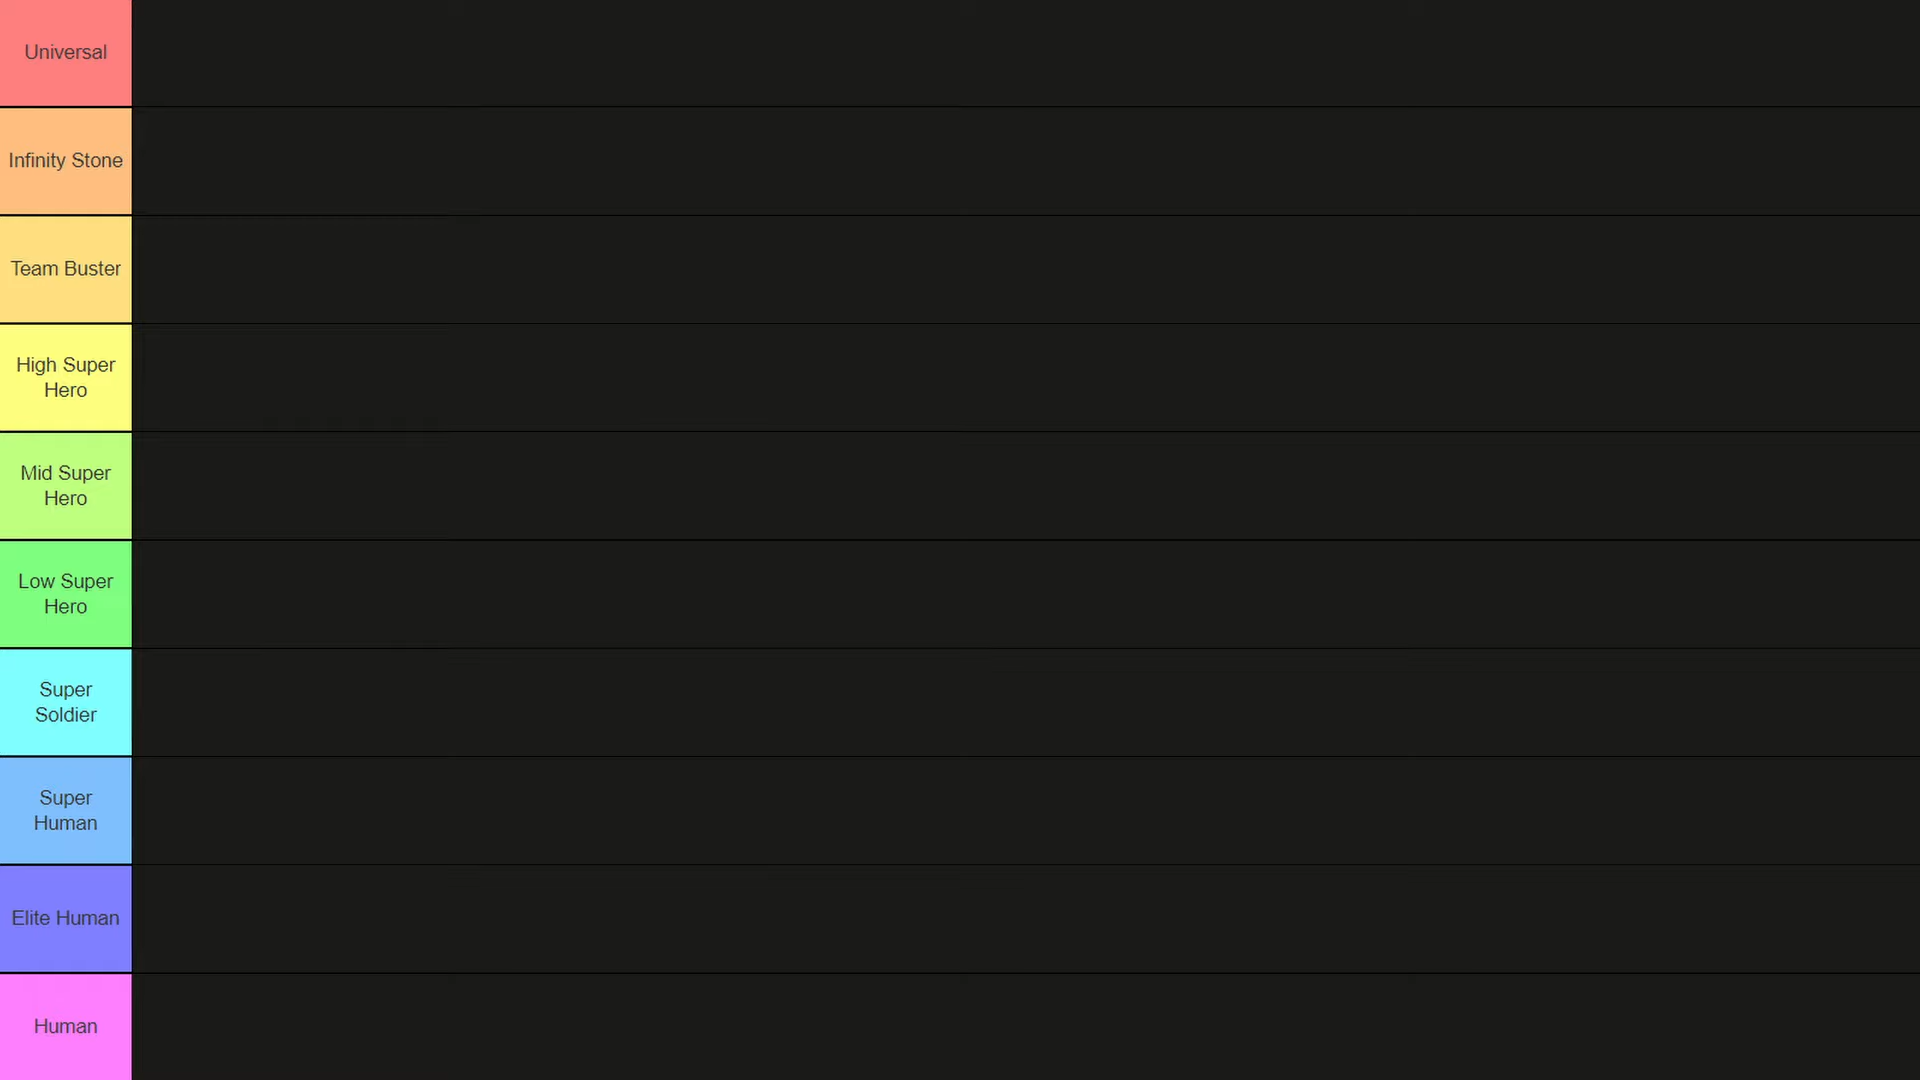 Universal
Infinity Stone
Team Buster
High Super
Hero
Mid Super
Hero
Low Super
Hero
Super
Soldier
Super
Human
Elite Human
Human